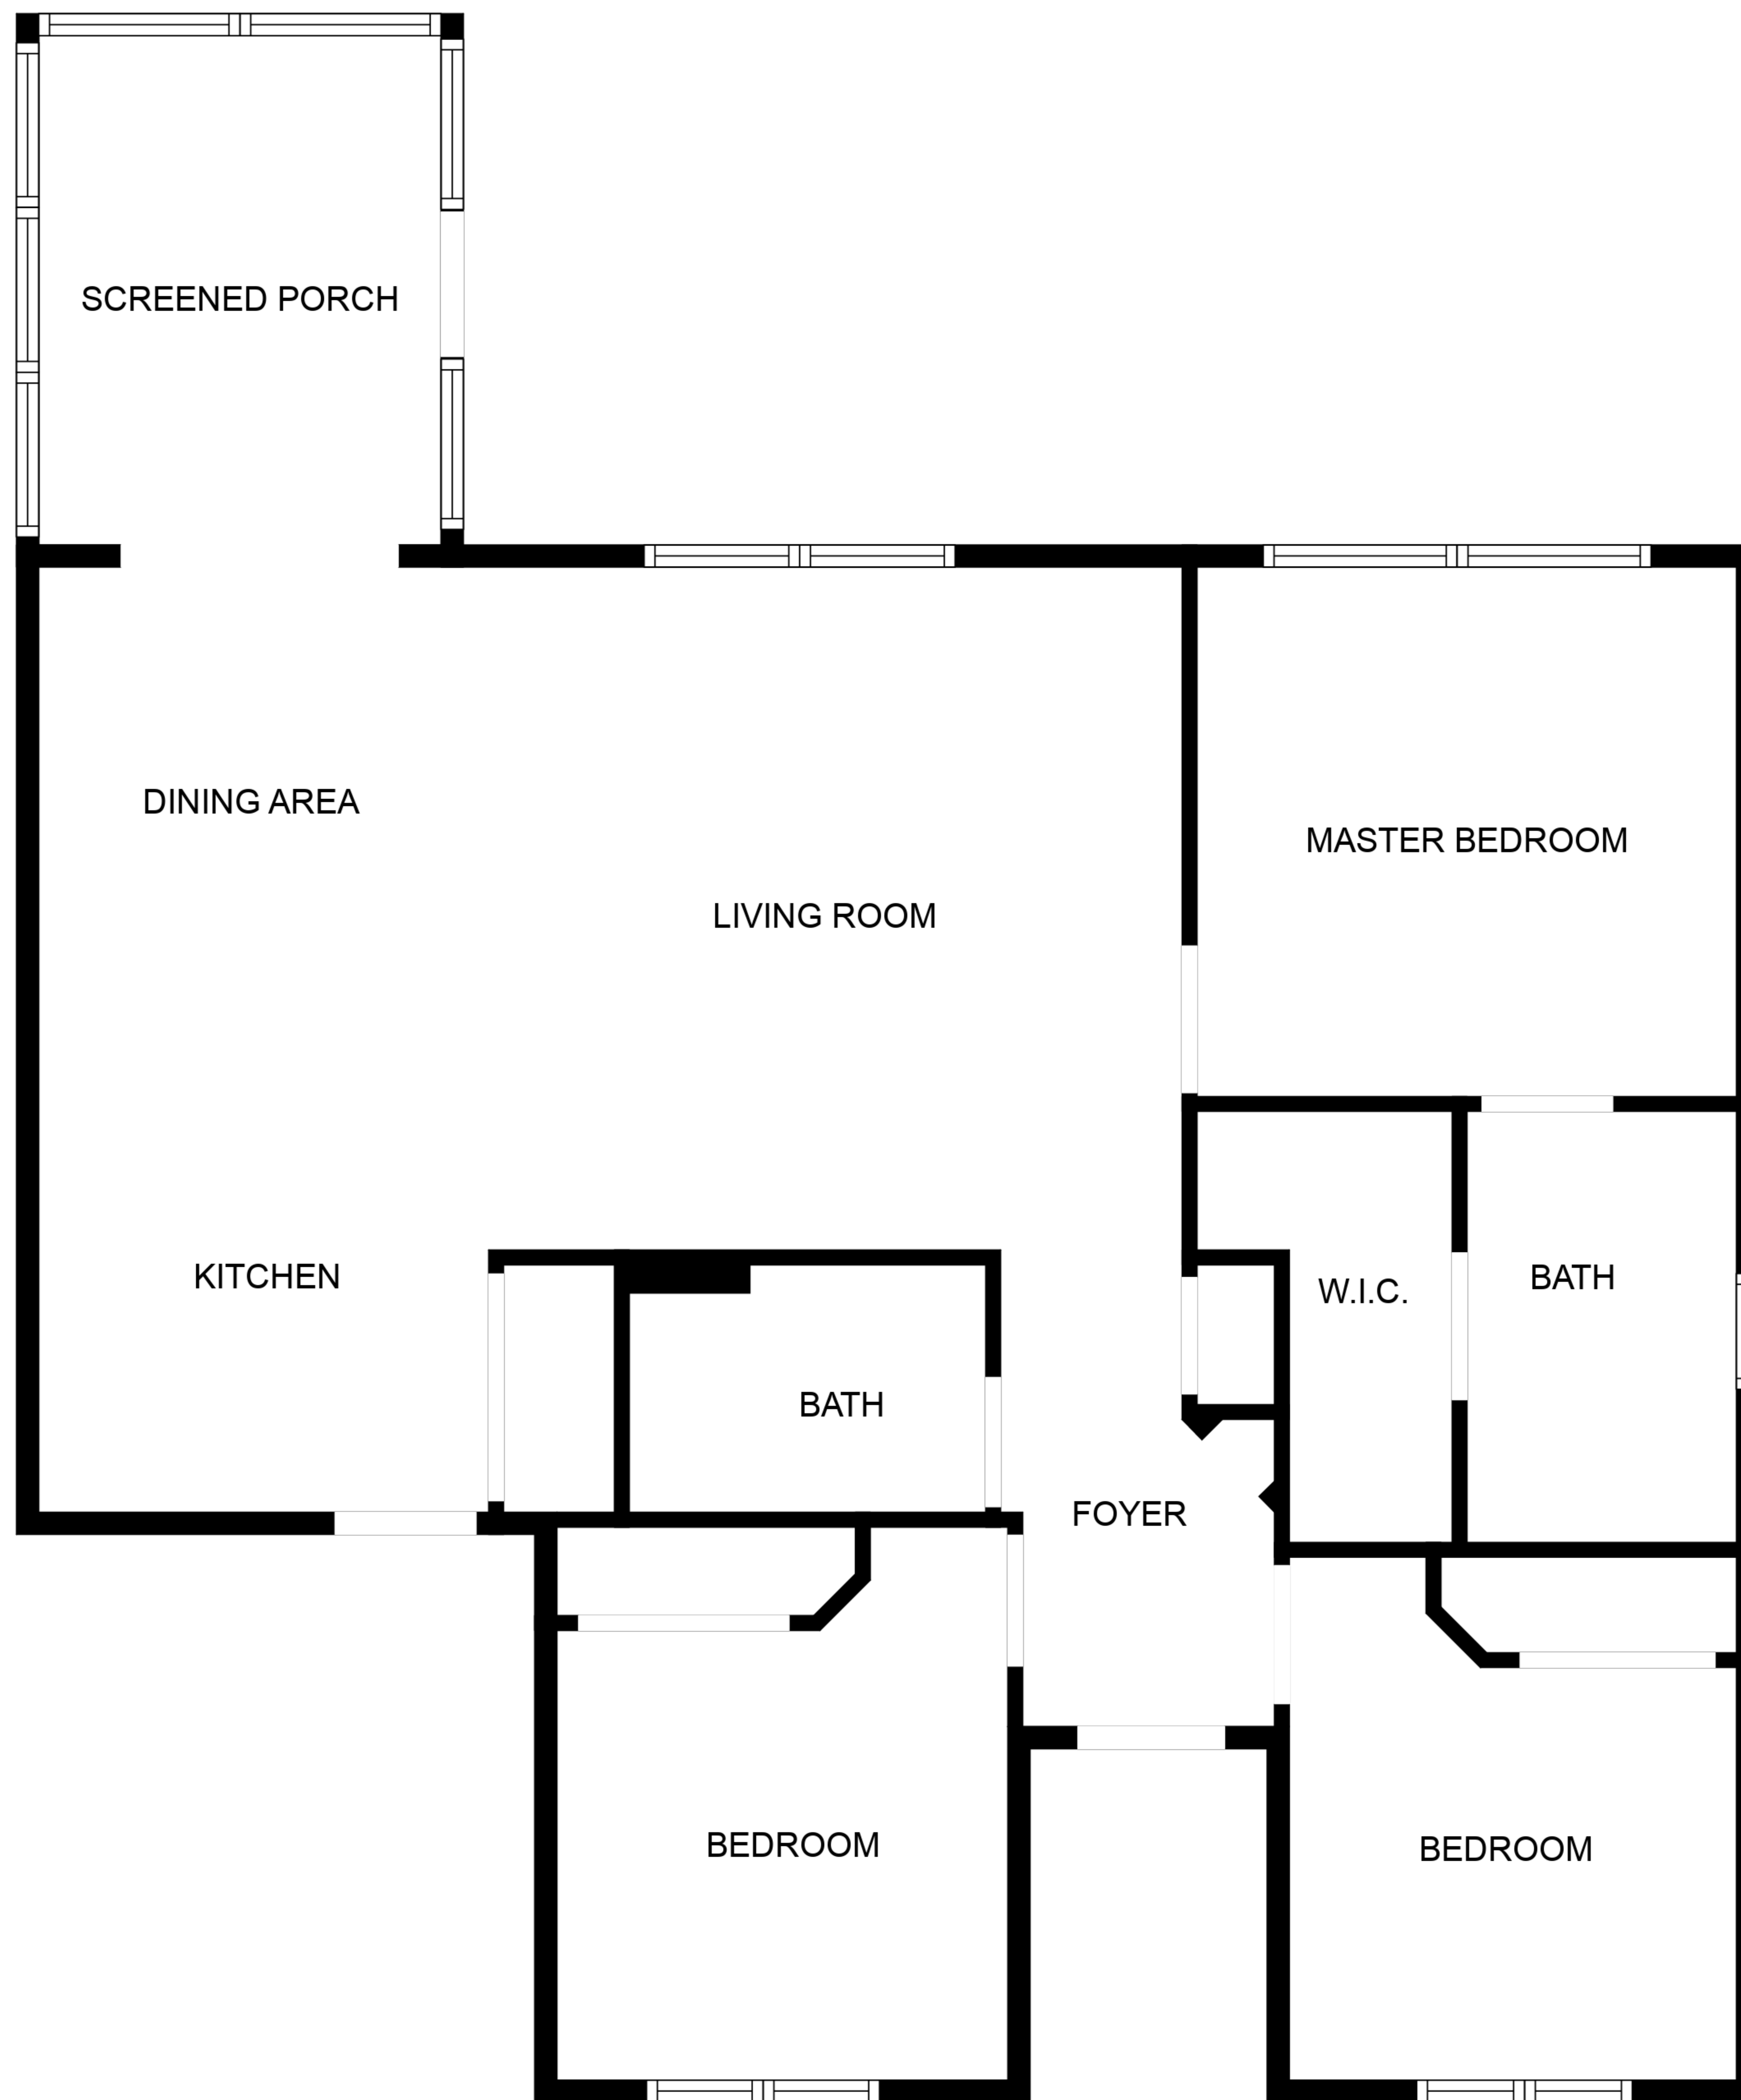 SCREENED PORCH
DINING AREA
MASTER BEDROOM
LIVING ROOM
KITCHEN
BATH
W.I.C.
BATH
FOYER
BEDROOM
BEDROOM